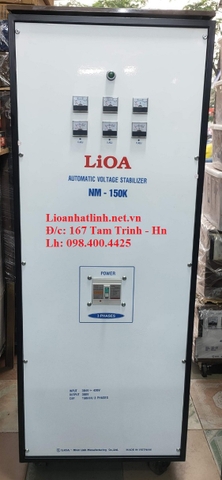 LiOA
AUTOMATIC VOLTAGE STABILIZER
NM - 150K
Lioanhatlinh.net.vn
Đ/c: 167 Tam Trinh - Hn
Lh: 098.400.4425
POWER
3 PHASES